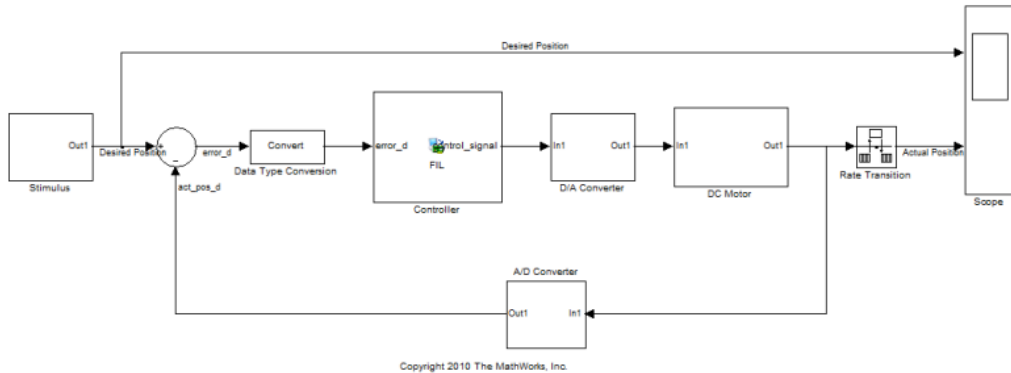 Desired Position
Out1
Desired Position
Stimulus
+
−
error_d
act_pos_d
Convert
Data Type Conversion
error_d
control_signal
FIL
Controller
In1
Out1
D/A Converter
In1
Out1
DC Motor
Rate Transition
Actual Position
Scope
A/D Converter
Out1
In1
Copyright 2010 The MathWorks, Inc.